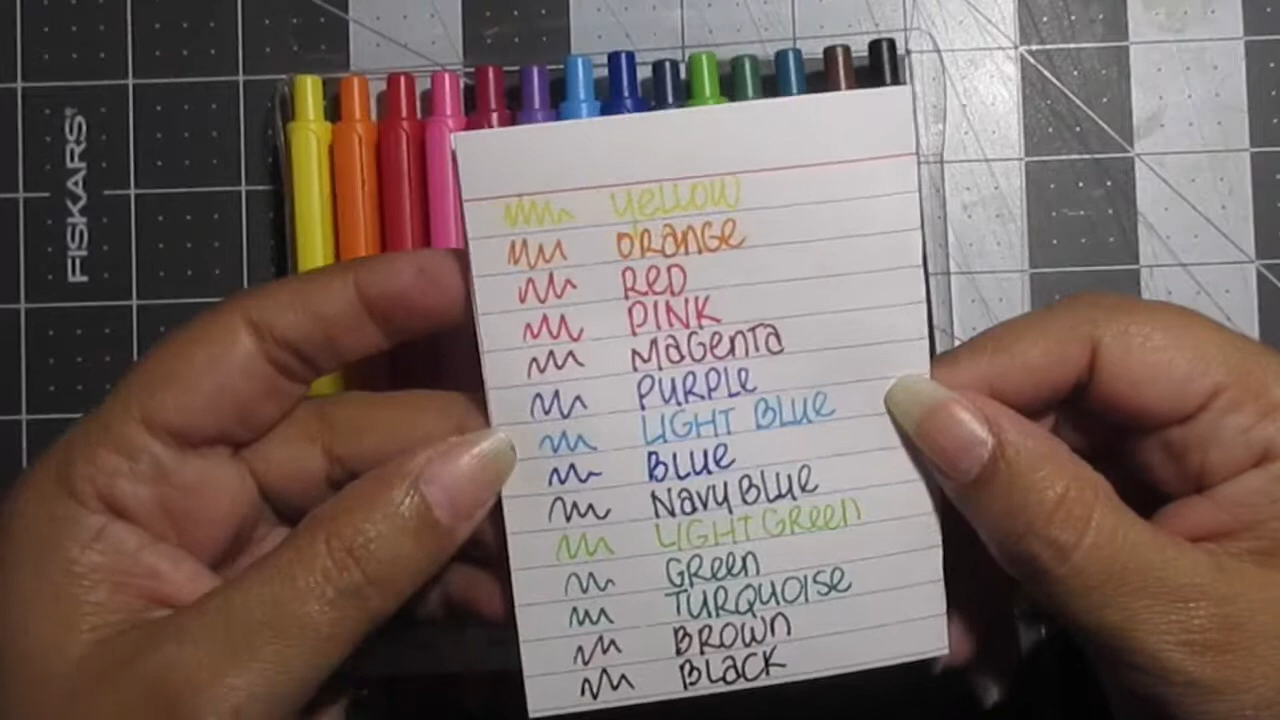 FISKARS®
Yellow
ORANGE
RED
PINK
MAGENTA
PURPLE
LIGHT BLUE
BLUE
NAVY BLUE
LIGHT GREEN
GREEN
TURQUOISE
BROWN
BLACK